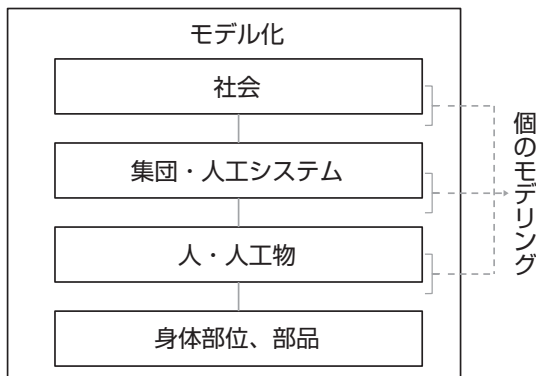 モデル化
社会
集団・人工システム
人・人工物
身体部位、部品
個のモデリング